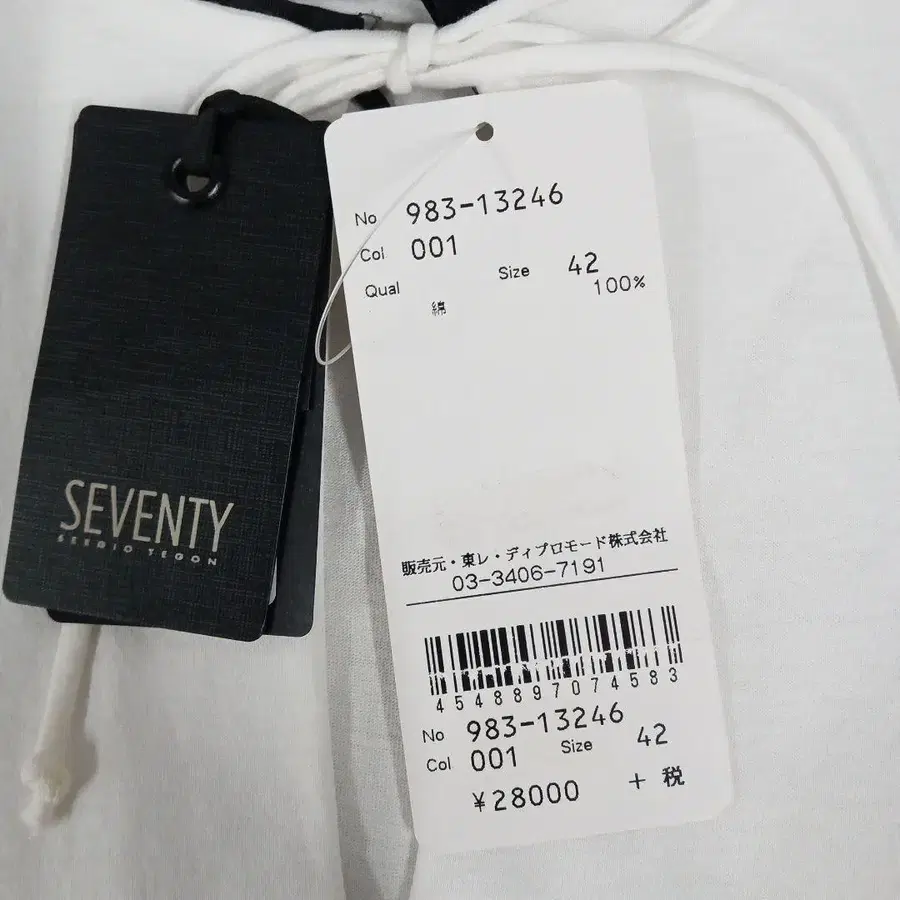 SEVENTY
SERGIO TEGON
No 983-13246
Col 001
Size 42
Qual 100%
綿
販売元・東レ・ディプロモード株式会社
03-3406-7191
4548897074583
No 983-13246
Col 001 Size 42
¥28000 + 税